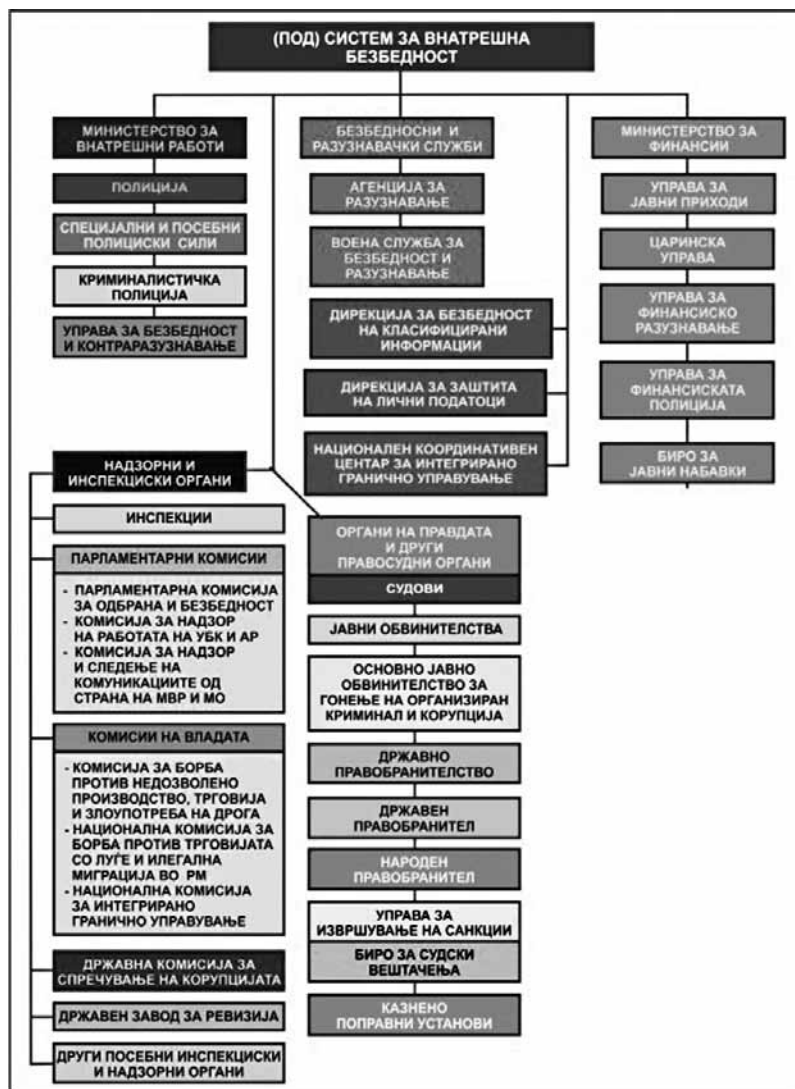 (ПОД) СИСТЕМ ЗА ВНАТРЕШНА
БЕЗБЕДНОСТ
МИНИСТЕРСТВО ЗА
ВНАТРЕШНИ РАБОТИ
ПОЛИЦИЈА
СПЕЦИЈАЛНИ И ПОСЕБНИ
ПОЛИЦИСКИ СИЛИ
КРИМИНАЛИСТИЧКА
ПОЛИЦИЈА
УПРАВА ЗА БЕЗБЕДНОСТ
И КОНТРАРАЗУЗНАВАЊЕ
БЕЗБЕДНОСНИ И
РАЗУЗНАВАЧКИ СЛУЖБИ
АГЕНЦИЈА ЗА
РАЗУЗНАВАЊЕ
ВОЕНА СЛУЖБА ЗА
БЕЗБЕДНОСТ И
РАЗУЗНАВАЊЕ
ДИРЕКЦИЈА ЗА БЕЗБЕДНОСТ
НА КЛАСИФИЦИРАНИ
ИНФОРМАЦИИ
ДИРЕКЦИЈА ЗА ЗАШТИТА
НА ЛИЧНИ ПОДАТОЦИ
НАЦИОНАЛЕН КООРДИНАТИВЕН
ЦЕНТАР ЗА ИНТЕГРИРАНО
ГРАНИЧНО УПРАВУВАЊЕ
МИНИСТЕРСТВО ЗА
ФИНАНСИИ
УПРАВА ЗА
ЈАВНИ ПРИХОДИ
ЦАРИНСКА
УПРАВА
УПРАВА ЗА
ФИНАНСИСКО
РАЗУЗНАВАЊЕ
УПРАВА ЗА
ФИНАНСИСКАТА
ПОЛИЦИЈА
БИРО ЗА
ЈАВНИ НАБАВКИ
НАДЗОРНИ И
ИНСПЕКЦИСКИ ОРГАНИ
ИНСПЕКЦИИ
ПАРЛАМЕНТАРНИ КОМИСИИ
- ПАРЛАМЕНТАРНА КОМИСИЈА
ЗА ОДБРАНА И БЕЗБЕДНОСТ
- КОМИСИЈА ЗА НАДЗОР
НА РАБОТАТА НА УБК И АР
- КОМИСИЈА ЗА НАДЗОР
И СЛЕДЕЊЕ НА
КОМУНИКАЦИИТЕ ОД
СТРАНА НА МВР И МО
КОМИСИИ НА ВЛАДАТА
- КОМИСИЈА ЗА БОРБА
ПРОТИВ НЕДОЗВОЛЕНО
ПРОИЗВОДСТВО, ТРГОВИЈА
И ЗЛОУПОТРЕБА НА ДРОГА
- НАЦИОНАЛНА КОМИСИЈА ЗА
БОРБА ПРОТИВ ТРГОВИЈАТА
СО ЛУЃЕ И ИЛЕГАЛНА
МИГРАЦИЈА ВО РМ
- НАЦИОНАЛНА КОМИСИЈА
ЗА ИНТЕГРИРАНО
ГРАНИЧНО УПРАВУВАЊЕ
ДРЖАВНА КОМИСИЈА ЗА
СПРЕЧУВАЊЕ НА КОРУПЦИЈАТА
ДРЖАВЕН ЗАВОД ЗА РЕВИЗИЈА
ДРУГИ ПОСЕБНИ ИНСПЕКЦИСКИ
И НАДЗОРНИ ОРГАНИ
ОРГАНИ НА ПРАВДАТА
И ДРУГИ
ПРАВОСУДНИ ОРГАНИ
СУДОВИ
ЈАВНИ ОБВИНИТЕЛСТВА
ОСНОВНО ЈАВНО
ОБВИНИТЕЛСТВО ЗА
ГОНЕЊЕ НА ОРГАНИЗИРАН
КРИМИНАЛ И КОРУПЦИЈА
ДРЖАВНО
ПРАВОБРАНИТЕЛСТВО
ДРЖАВЕН
ПРАВОБРАНИТЕЛ
НАРОДЕН
ПРАВОБРАНИТЕЛ
УПРАВА ЗА
ИЗВРШУВАЊЕ НА САНКЦИИ
БИРО ЗА СУДСКИ
ВЕШТАЧЕЊА
КАЗНЕНО
ПОПРАВНИ УСТАНОВИ